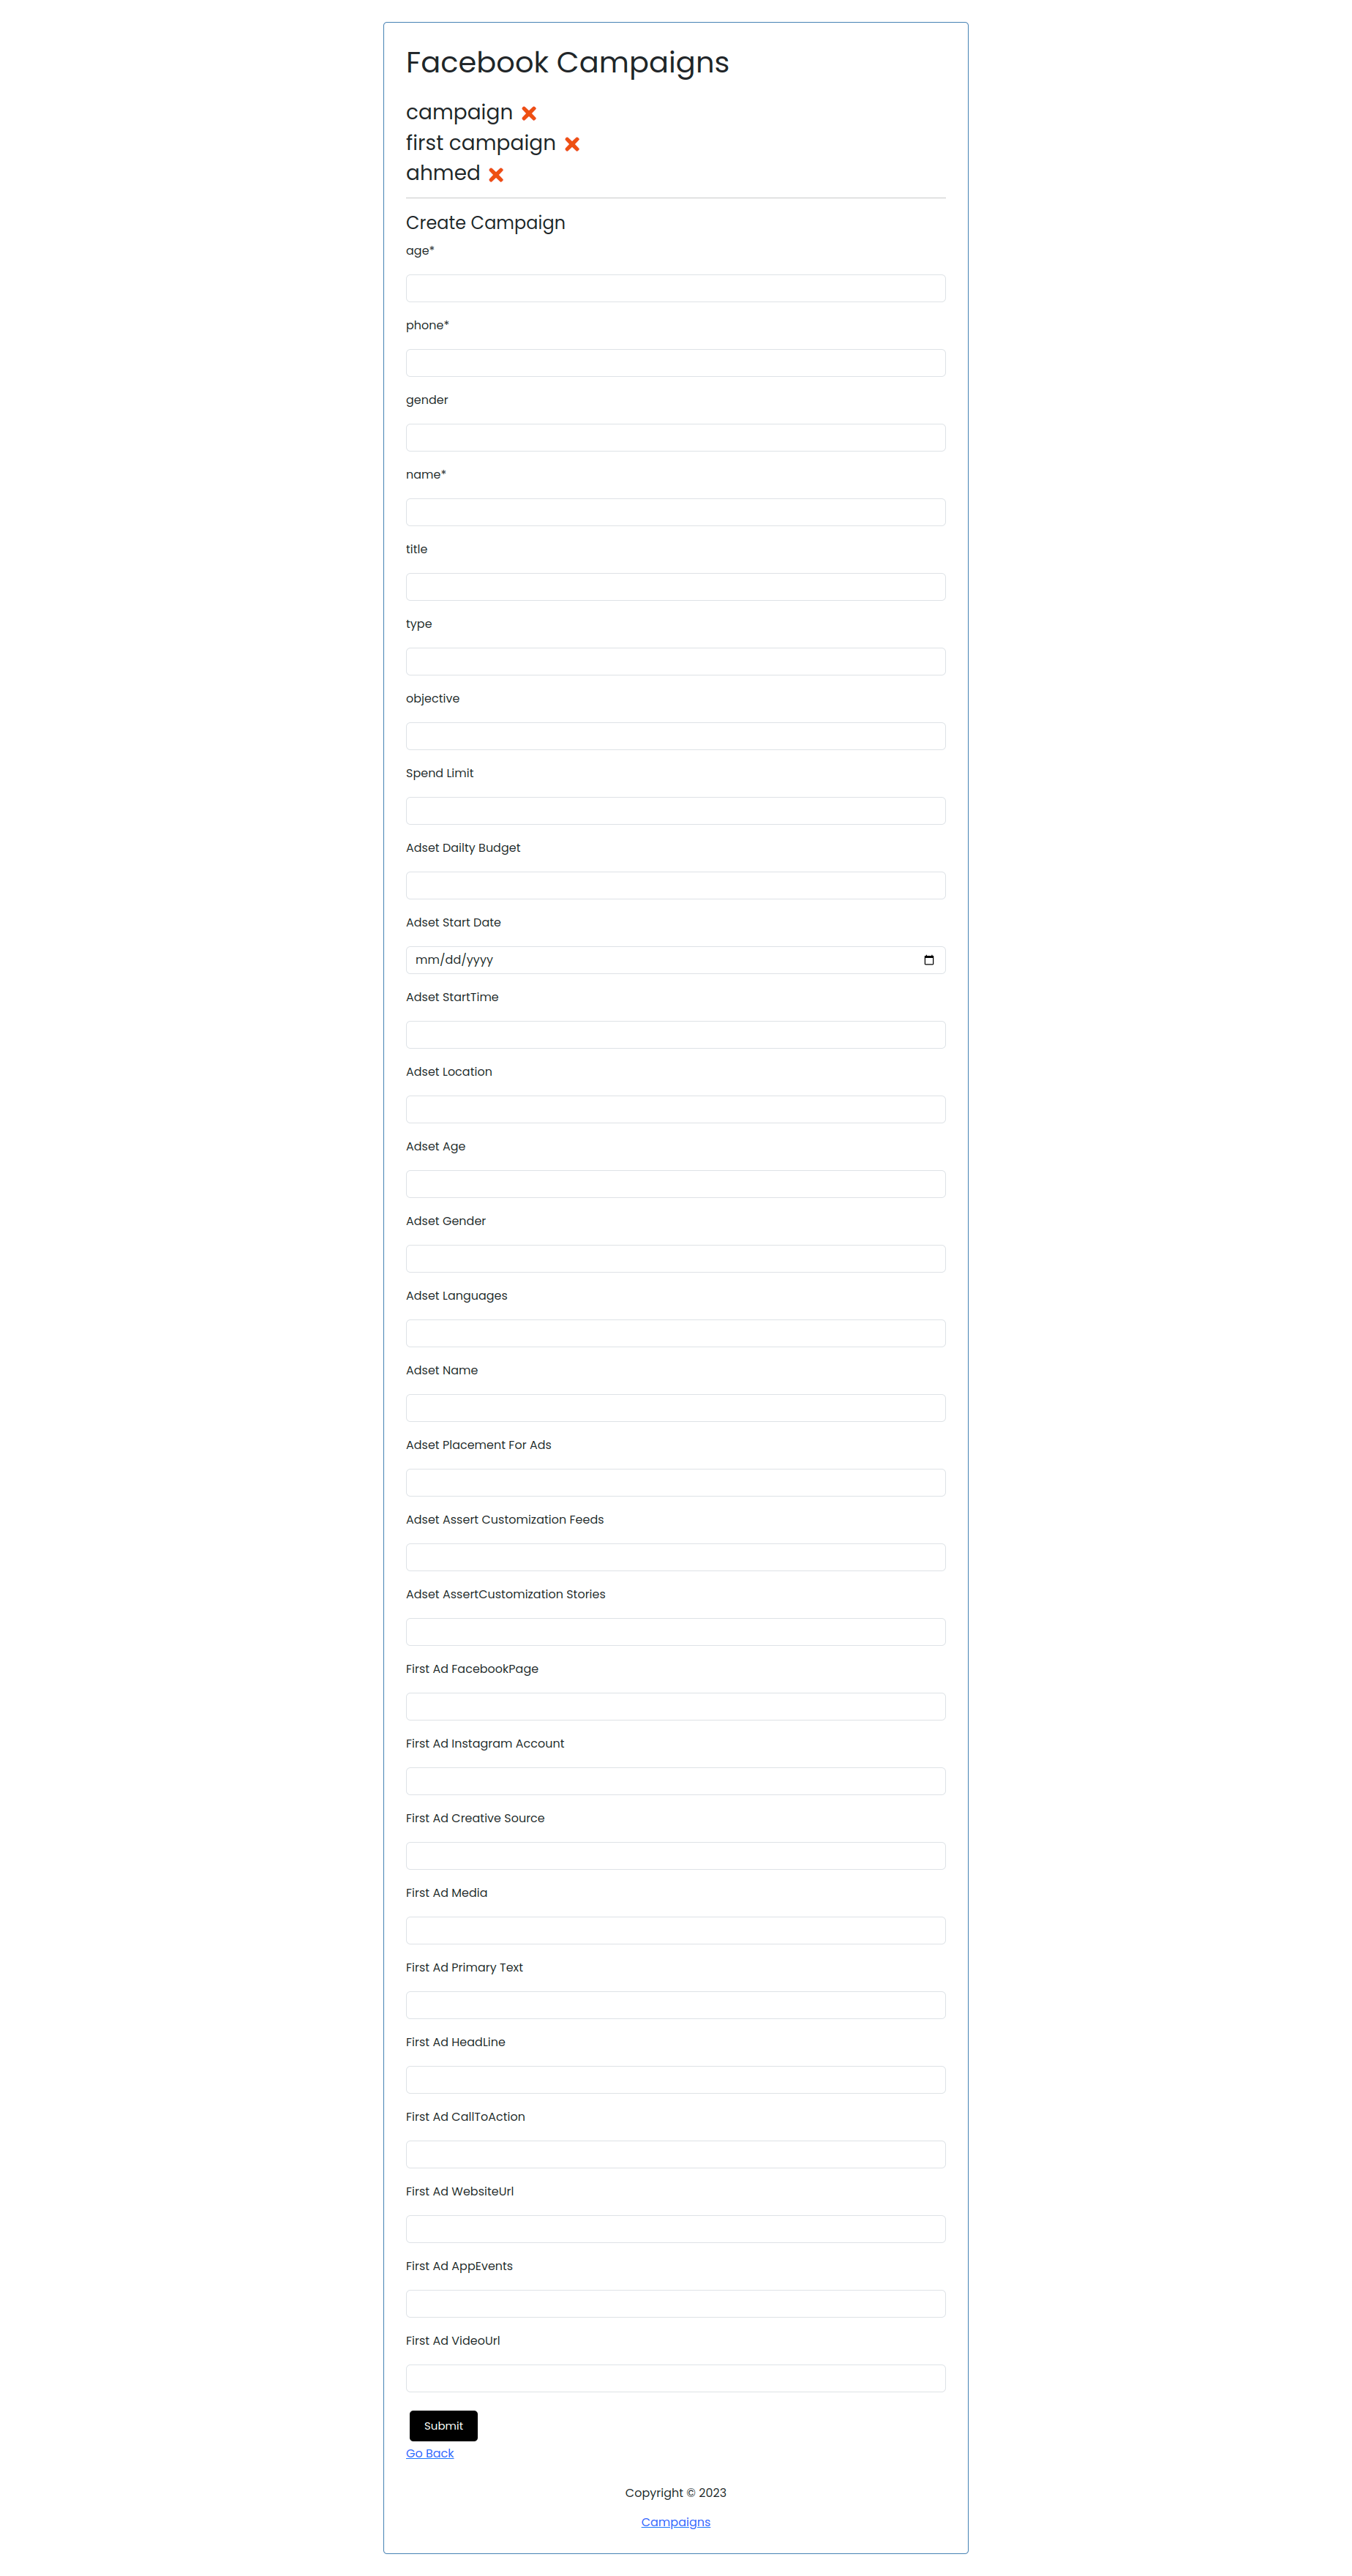 Facebook Campaigns
campaign
first campaign
ahmed
Create Campaign
age*
phone*
gender
name*
title
type
objective
Spend Limit
Adset Dailty Budget
Adset Start Date
mm/dd/yyyy
Adset StartTime
Adset Location
Adset Age
Adset Gender
Adset Languages
Adset Name
Adset Placement For Ads
Adset Assert Customization Feeds
Adset AssertCustomization Stories
First Ad FacebookPage
First Ad Instagram Account
First Ad Creative Source
First Ad Media
First Ad Primary Text
First Ad HeadLine
First Ad CallToAction
First Ad WebsiteUrl
First Ad AppEvents
First Ad VideoUrl
Submit
Go Back
Copyright © 2023
Campaigns